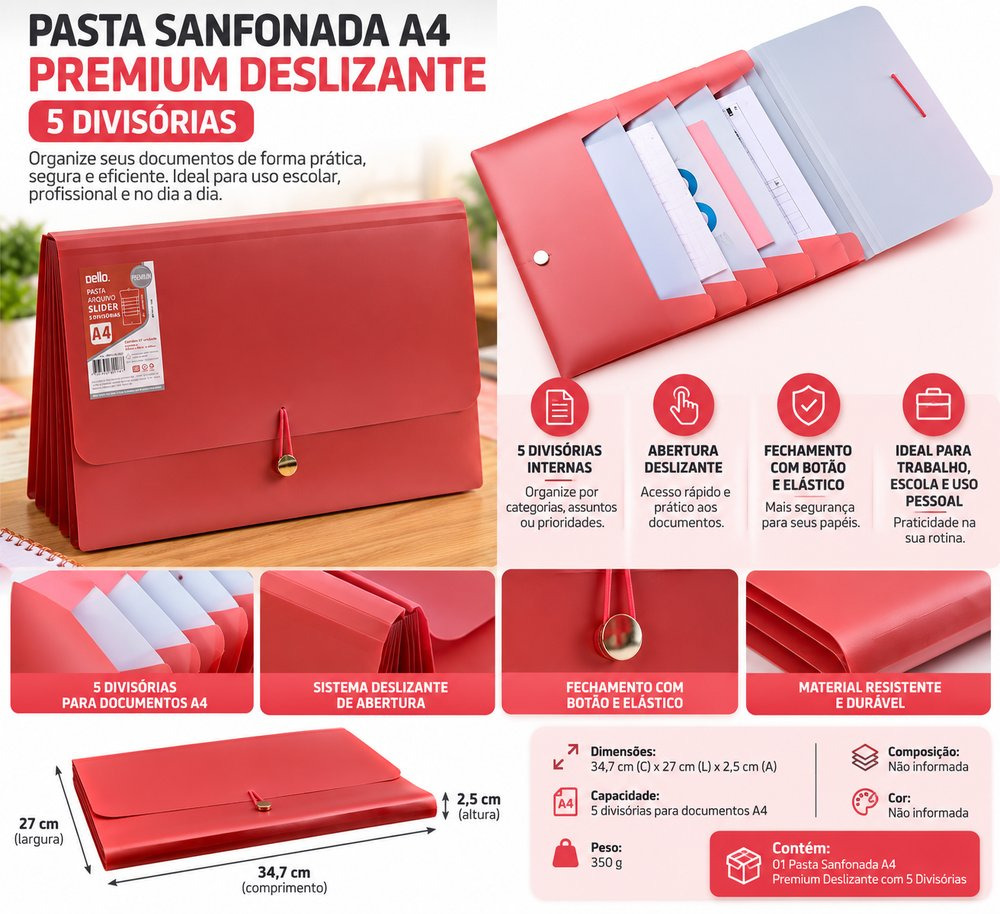 PASTA SANFONADA A4
PREMIUM DESLIZANTE
5 DIVISÓRIAS
Organize seus documentos de forma prática,
segura e eficiente. Ideal para uso escolar,
profissional e no dia a dia.
Dello.
PREMIUM
PASTA
ARQUIVO
SLIDER
5 DIVISÓRIAS
A4
5 DIVISÓRIAS
INTERNAS
Organize por
categorias, assuntos
ou prioridades.
ABERTURA
DESLIZANTE
Acesso rápido e
prático aos
documentos.
FECHAMENTO
COM BOTÃO
E ELÁSTICO
Mais segurança
para seus papéis.
IDEAL PARA
TRABALHO,
ESCOLA E USO
PESSOAL
Praticidade na
sua rotina.
5 DIVISÓRIAS
PARA DOCUMENTOS A4
SISTEMA DESLIZANTE
DE ABERTURA
FECHAMENTO COM
BOTÃO E ELÁSTICO
MATERIAL RESISTENTE
E DURÁVEL
27 cm
(largura)
34,7 cm
(comprimento)
2,5 cm
(altura)
Dimensões:
34,7 cm (C) x 27 cm (L) x 2,5 cm (A)
A4
Capacidade:
5 divisórias para documentos A4
Peso:
350 g
Composição:
Não informada
Cor:
Não informada
Contém:
01 Pasta Sanfonada A4
Premium Deslizante com 5 Divisórias